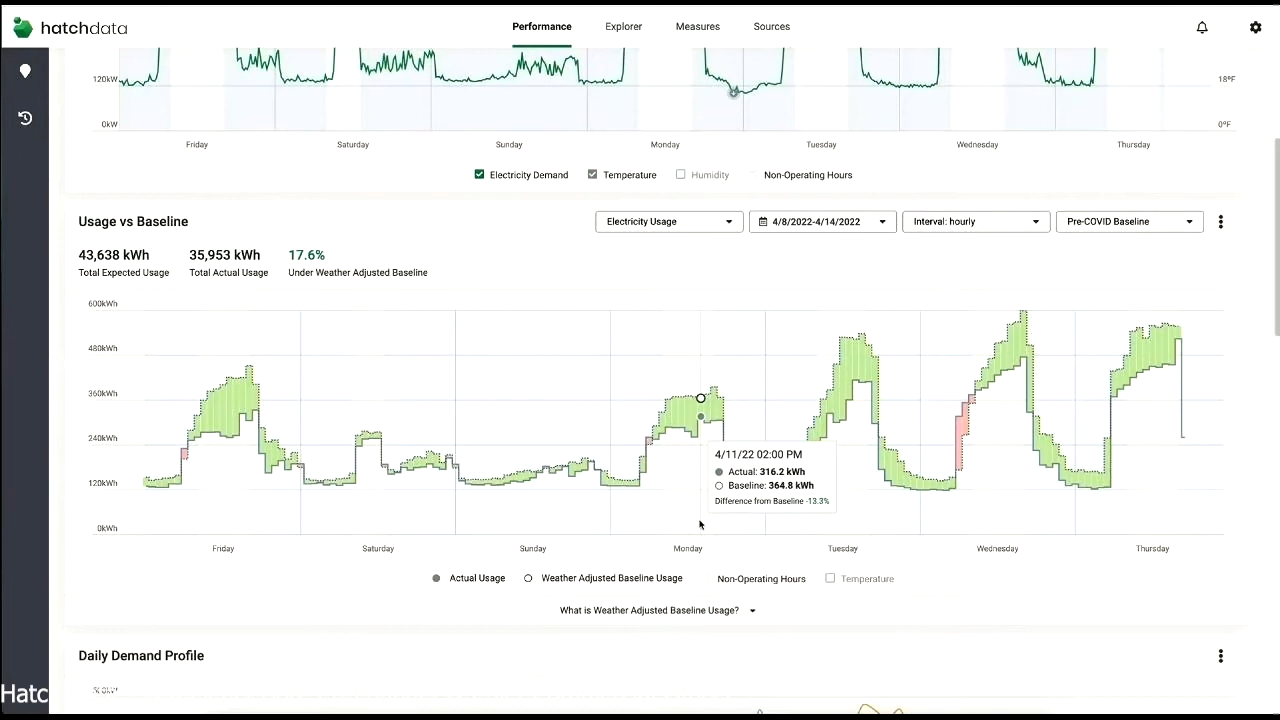 hatchdata
Performance
Explorer
Measures
Sources
120kW
18°F
0kW
0°F
Friday
Saturday
Sunday
Monday
Tuesday
Wednesday
Thursday
Electricity Demand
Temperature
Humidity
Non-Operating Hours
Usage vs Baseline
Electricity Usage
4/8/2022-4/14/2022
Interval: hourly
Pre-COVID Baseline
43,638 kWh
35,953 kWh
17.6%
Total Expected Usage
Total Actual Usage
Under Weather Adjusted Baseline
600kWh
480kWh
360kWh
240kWh
120kWh
0kWh
4/11/22 02:00 PM
Actual: 316.2 kWh
Baseline: 364.8 kWh
Difference from Baseline -13.3%
Friday
Saturday
Sunday
Monday
Tuesday
Wednesday
Thursday
Actual Usage
Weather Adjusted Baseline Usage
Non-Operating Hours
Temperature
What is Weather Adjusted Baseline Usage?
Daily Demand Profile
Hatc